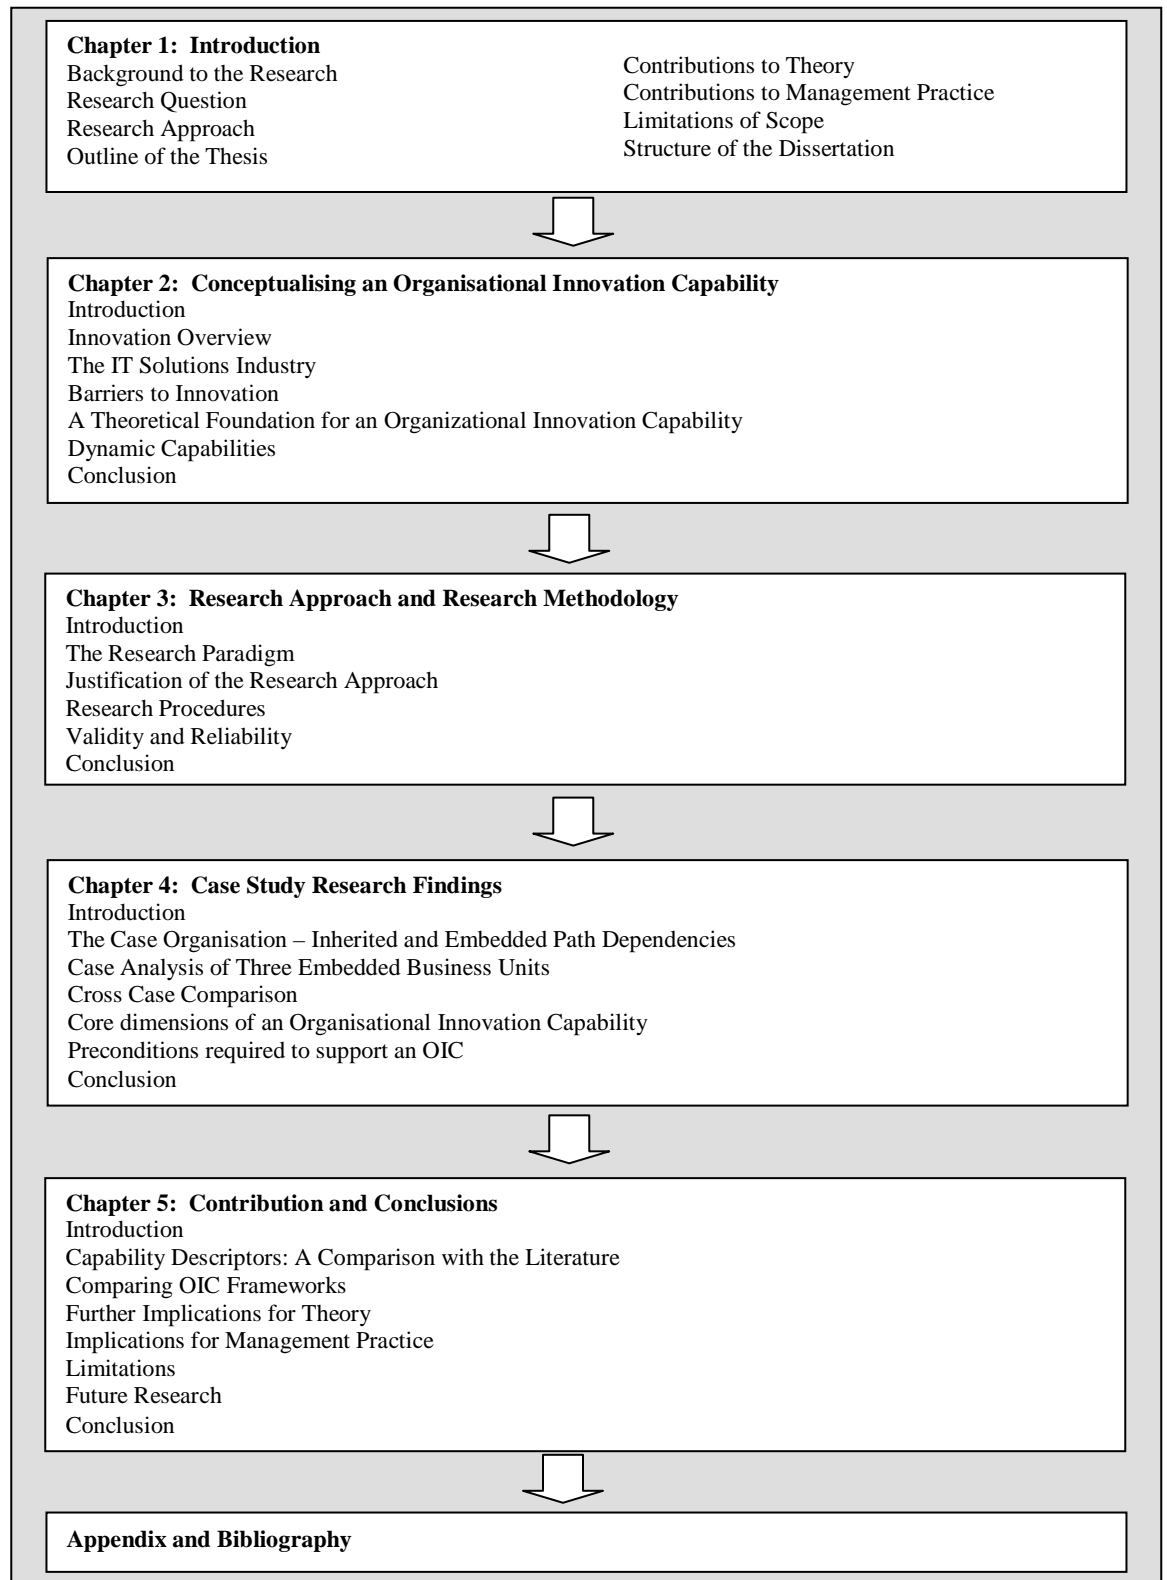 Chapter 1:  Introduction
Background to the Research
Research Question
Research Approach
Outline of the Thesis
Contributions to Theory
Contributions to Management Practice
Limitations of Scope
Structure of the Dissertation
Chapter 2:  Conceptualising an Organisational Innovation Capability
Introduction
Innovation Overview
The IT Solutions Industry
Barriers to Innovation
A Theoretical Foundation for an Organizational Innovation Capability
Dynamic Capabilities
Conclusion
Chapter 3:  Research Approach and Research Methodology
Introduction
The Research Paradigm
Justification of the Research Approach
Research Procedures
Validity and Reliability
Conclusion
Chapter 4:  Case Study Research Findings
Introduction
The Case Organisation – Inherited and Embedded Path Dependencies
Case Analysis of Three Embedded Business Units
Cross Case Comparison
Core dimensions of an Organisational Innovation Capability
Preconditions required to support an OIC
Conclusion
Chapter 5:  Contribution and Conclusions
Introduction
Capability Descriptors: A Comparison with the Literature
Comparing OIC Frameworks
Further Implications for Theory
Implications for Management Practice
Limitations
Future Research
Conclusion
Appendix and Bibliography